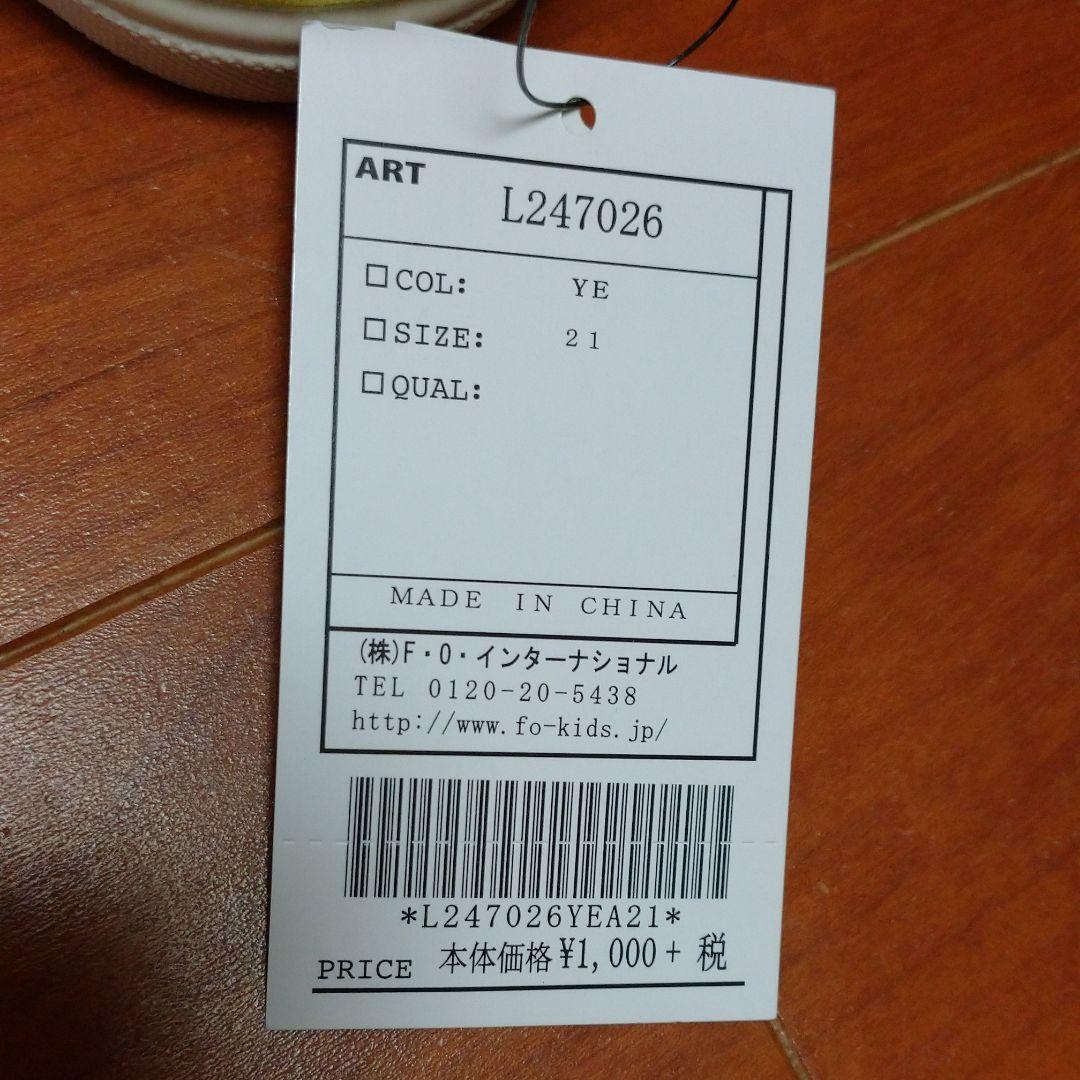 ART
L247026
□COL: YE
□SIZE: 21
□QUAL:
MADE IN CHINA
(株)F・O・インターナショナル
TEL 0120-20-5438
http://www.fo-kids.jp/
*L247026YEA21*
PRICE 本体価格¥1,000+ 税